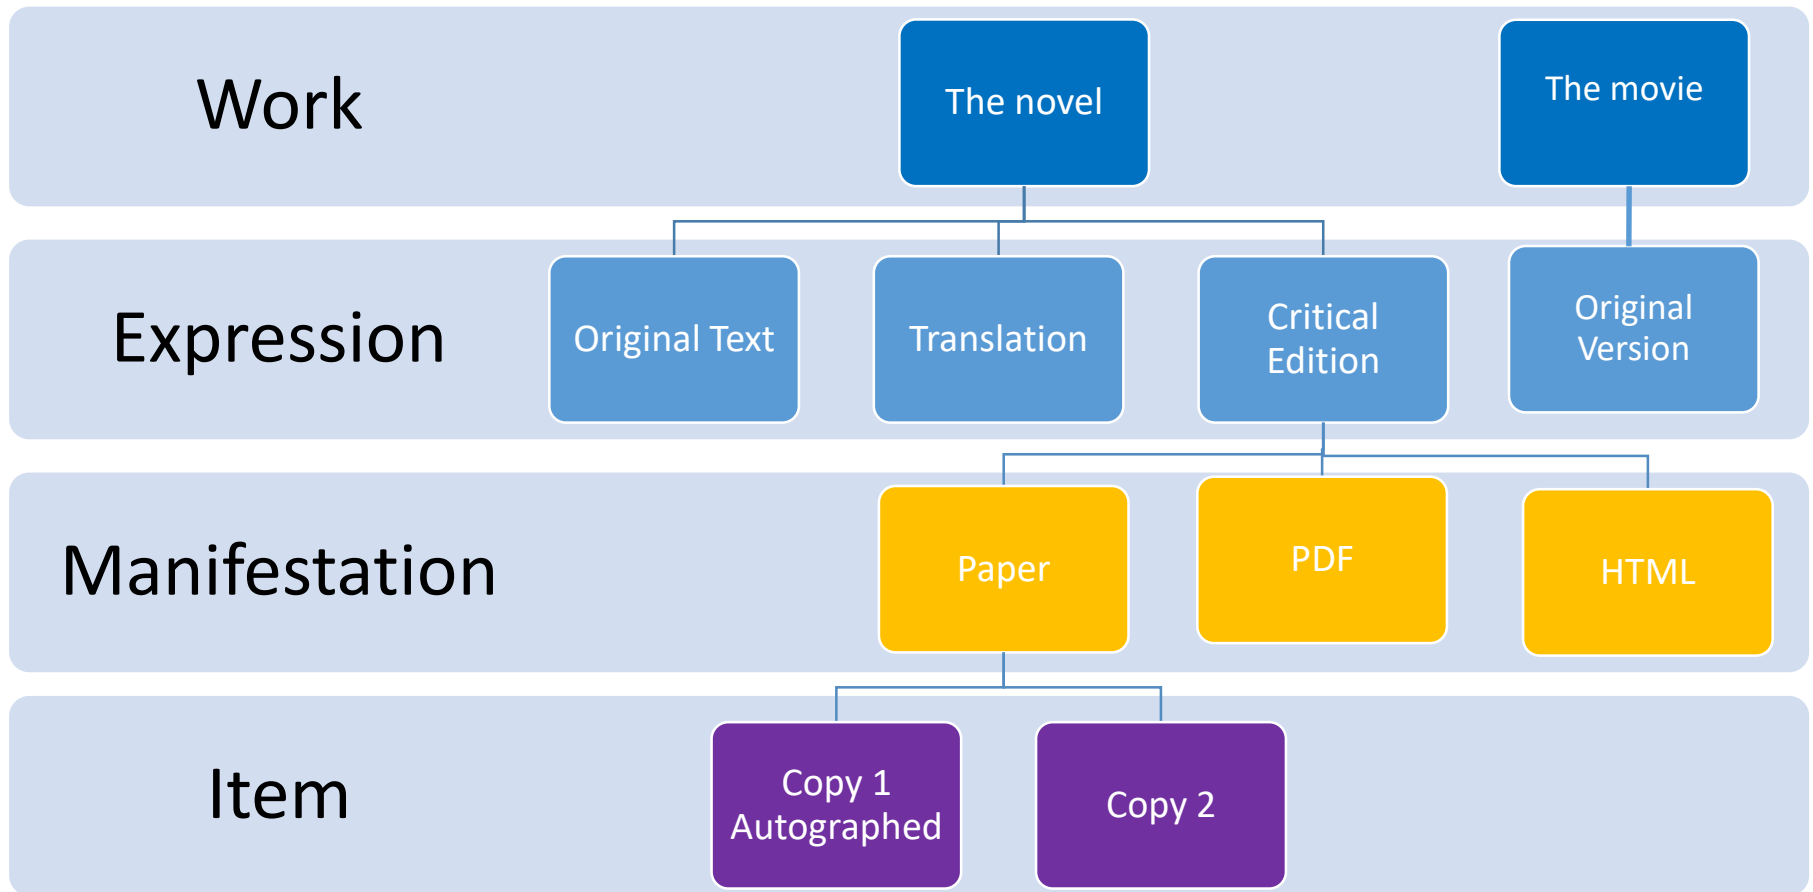 Work
The novel
The movie
Expression
Original Text
Translation
Critical
Edition
Original
Version
Manifestation
Paper
PDF
HTML
Item
Copy 1
Autographed
Copy 2